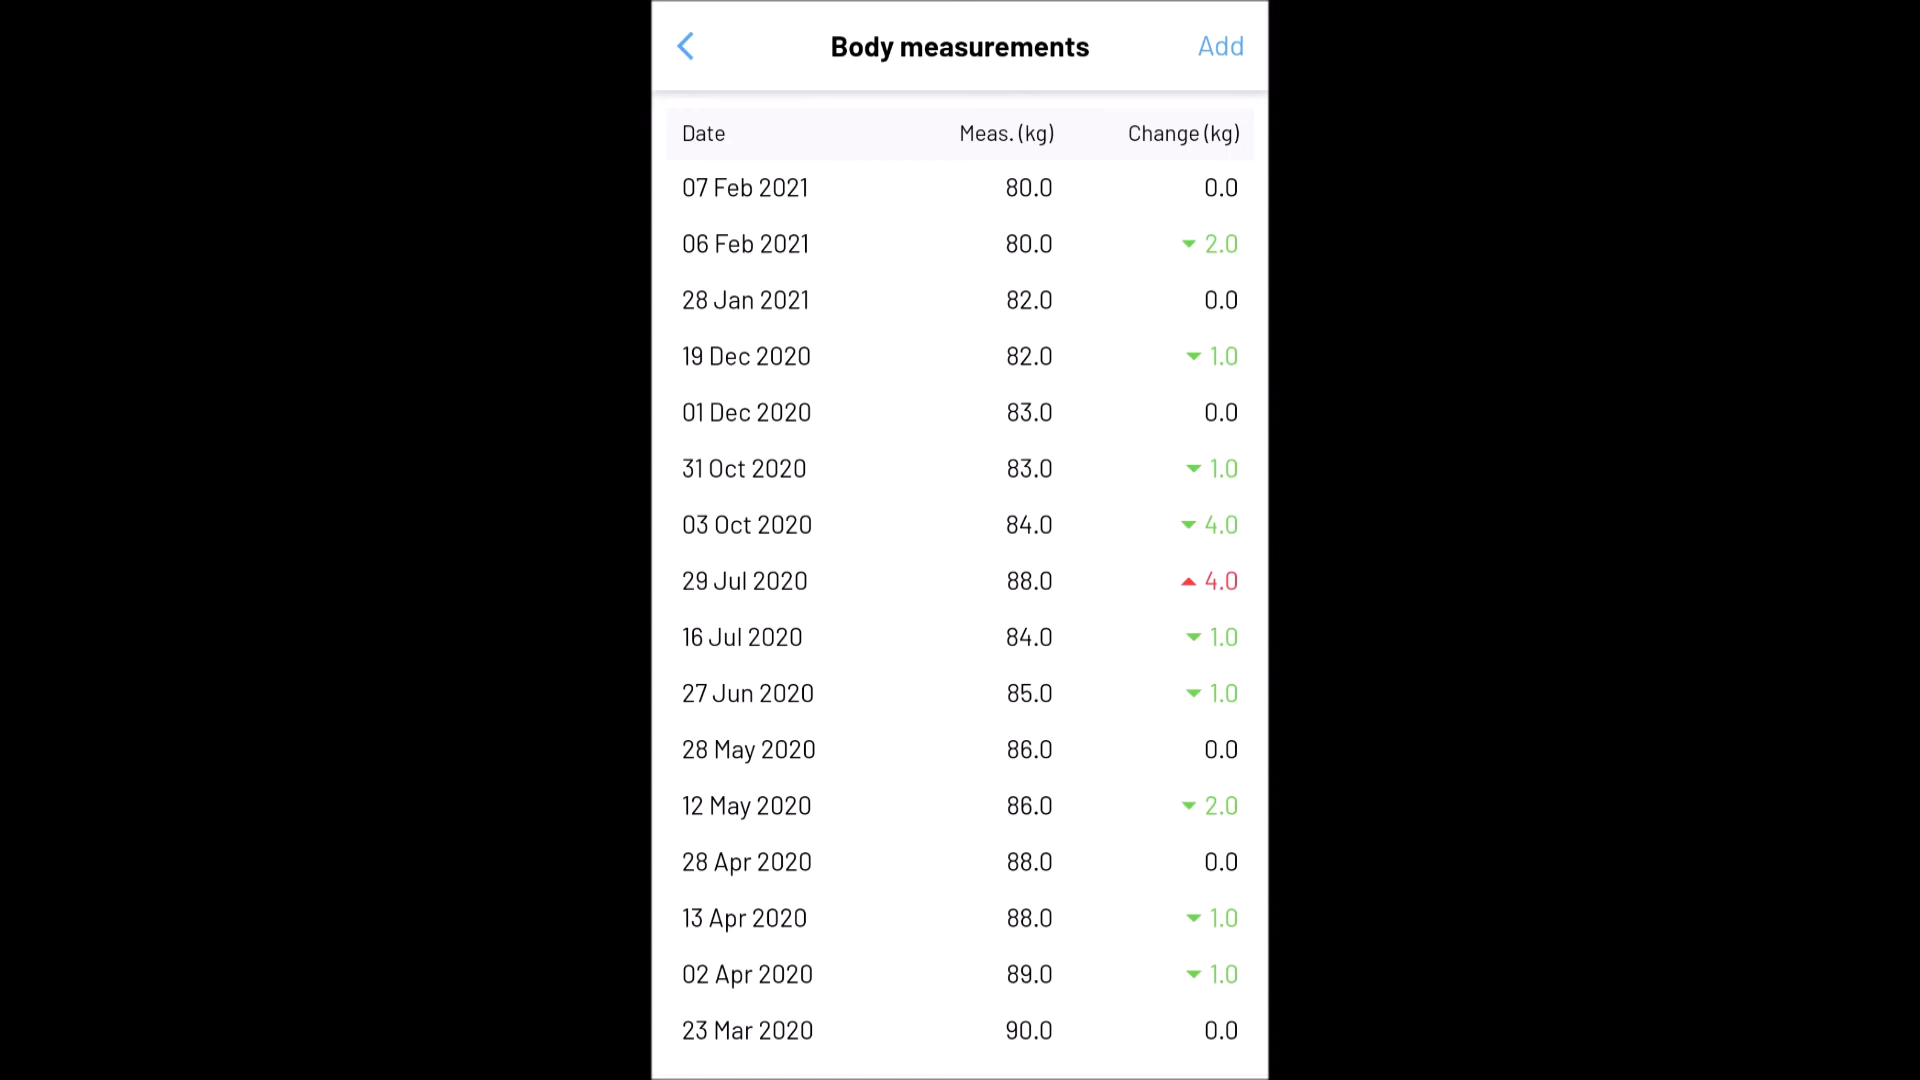 Body measurements Add
Date Meas. (kg) Change (kg)
07 Feb 2021 80.0 0.0
06 Feb 2021 80.0 2.0
28 Jan 2021 82.0 0.0
19 Dec 2020 82.0 1.0
01 Dec 2020 83.0 0.0
31 Oct 2020 83.0 1.0
03 Oct 2020 84.0 4.0
29 Jul 2020 88.0 4.0
16 Jul 2020 84.0 1.0
27 Jun 2020 85.0 1.0
28 May 2020 86.0 0.0
12 May 2020 86.0 2.0
28 Apr 2020 88.0 0.0
13 Apr 2020 88.0 1.0
02 Apr 2020 89.0 1.0
23 Mar 2020 90.0 0.0